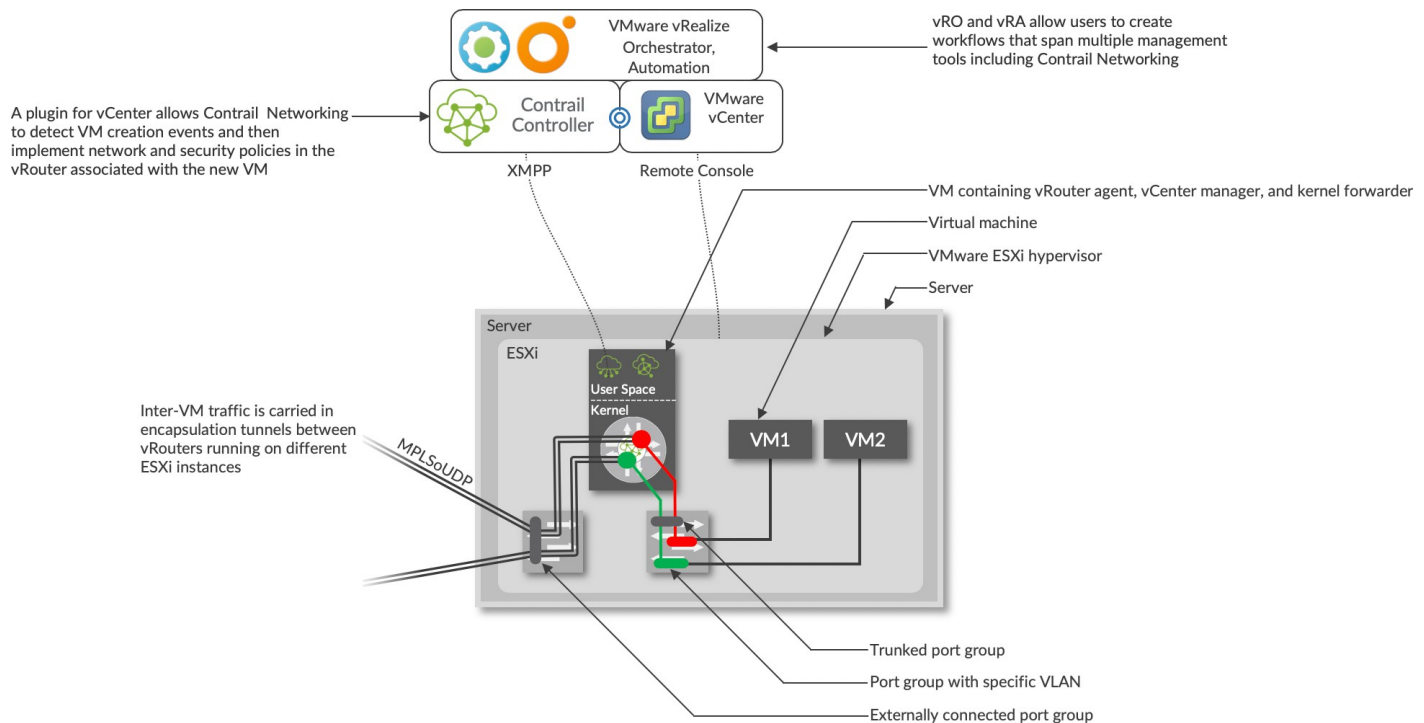 VMware vRealize
Orchestrator,
Automation
vRO and vRA allow users to create
workflows that span multiple management
tools including Contrail Networking
A plugin for vCenter allows Contrail Networking
to detect VM creation events and then
implement network and security policies in the
vRouter associated with the new VM
Contrail
Controller
VMware
vCenter
XMPP
Remote Console
VM containing vRouter agent, vCenter manager, and kernel forwarder
Virtual machine
VMware ESXi hypervisor
Server
Server
ESXi
User Space
Kernel
VM1
VM2
Inter-VM traffic is carried in
encapsulation tunnels between
vRouters running on different
ESXi instances
MPLSoUDP
Trunked port group
Port group with specific VLAN
Externally connected port group